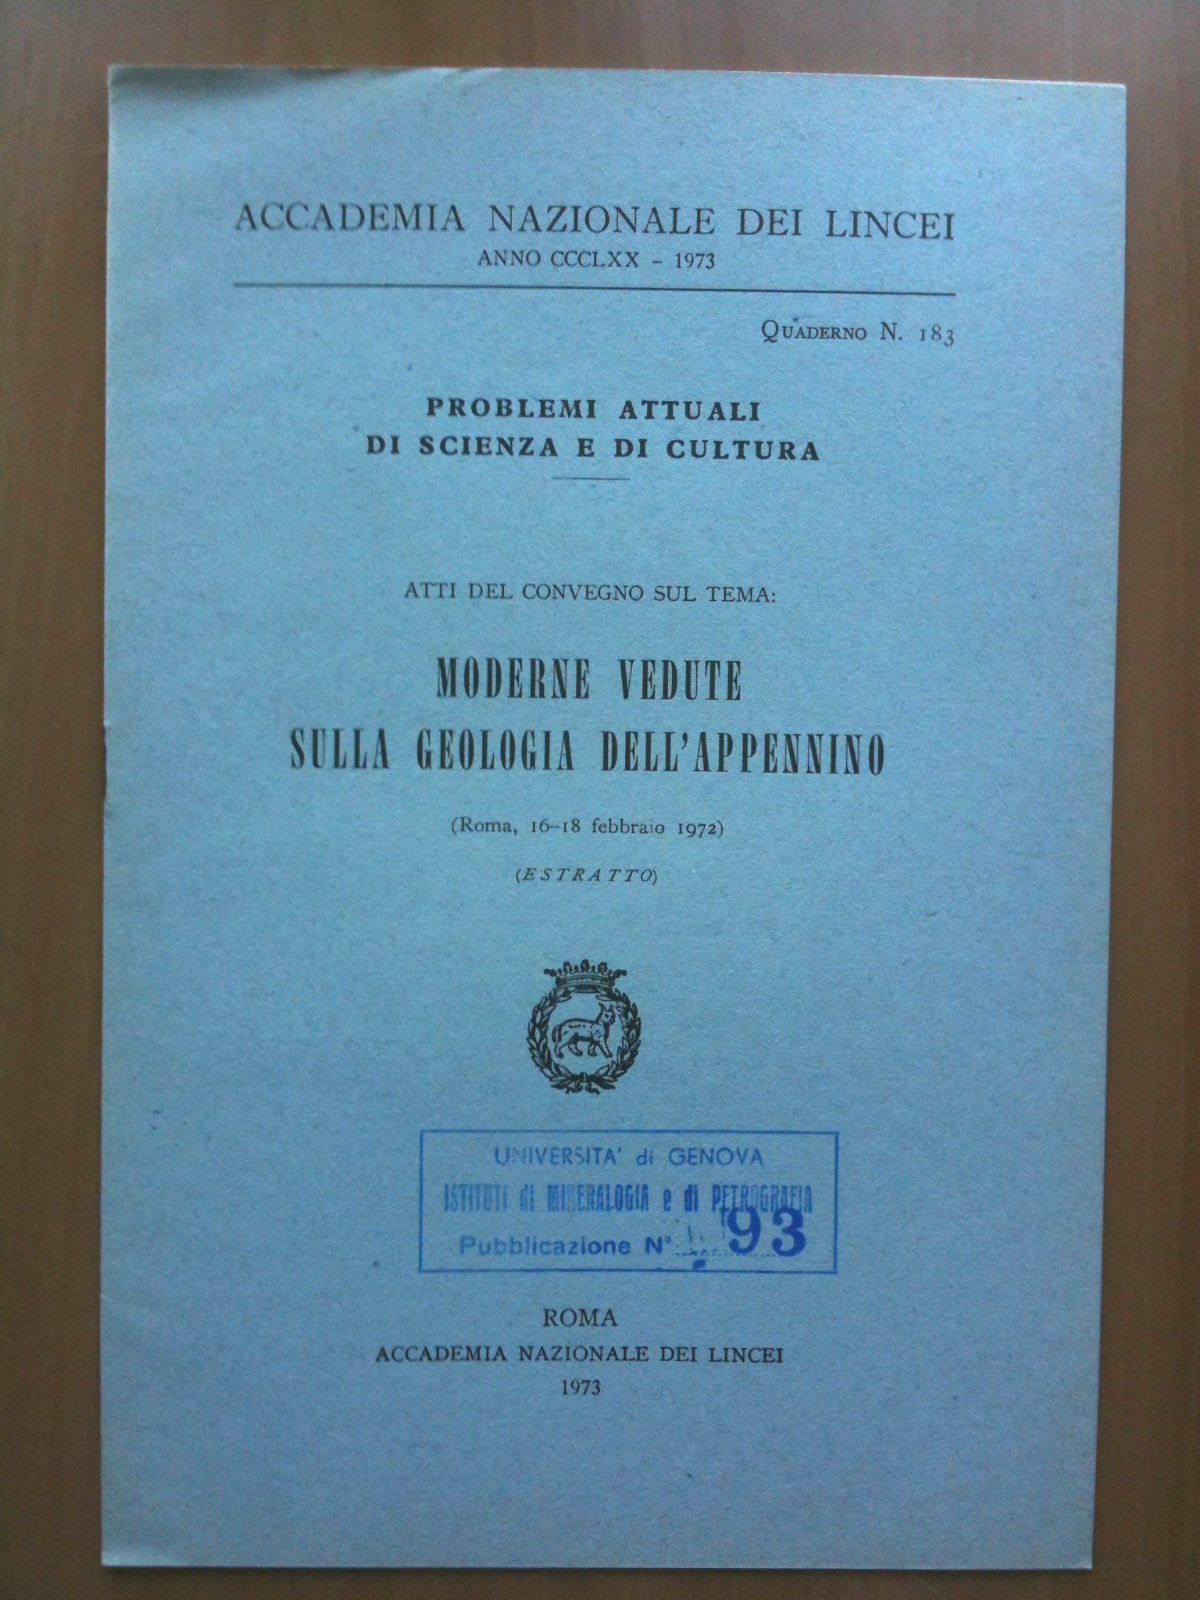 ACCADEMIA NAZIONALE DEI LINCEI
ANNO CCCLXX – 1973
QUADERNO N. 183
PROBLEMI ATTUALI
DI SCIENZA E DI CULTURA
ATTI DEL CONVEGNO SUL TEMA:
MODERNE VEDUTE
SULLA GEOLOGIA DELL'APPENNINO
(Roma, 16–18 febbraio 1972)
(ESTRATTO)
UNIVERSITA' di GENOVA
ISTITUTI di MINERALOGIA e di PETROGRAFIA
Pubblicazione N° 93
ROMA
ACCADEMIA NAZIONALE DEI LINCEI
1973